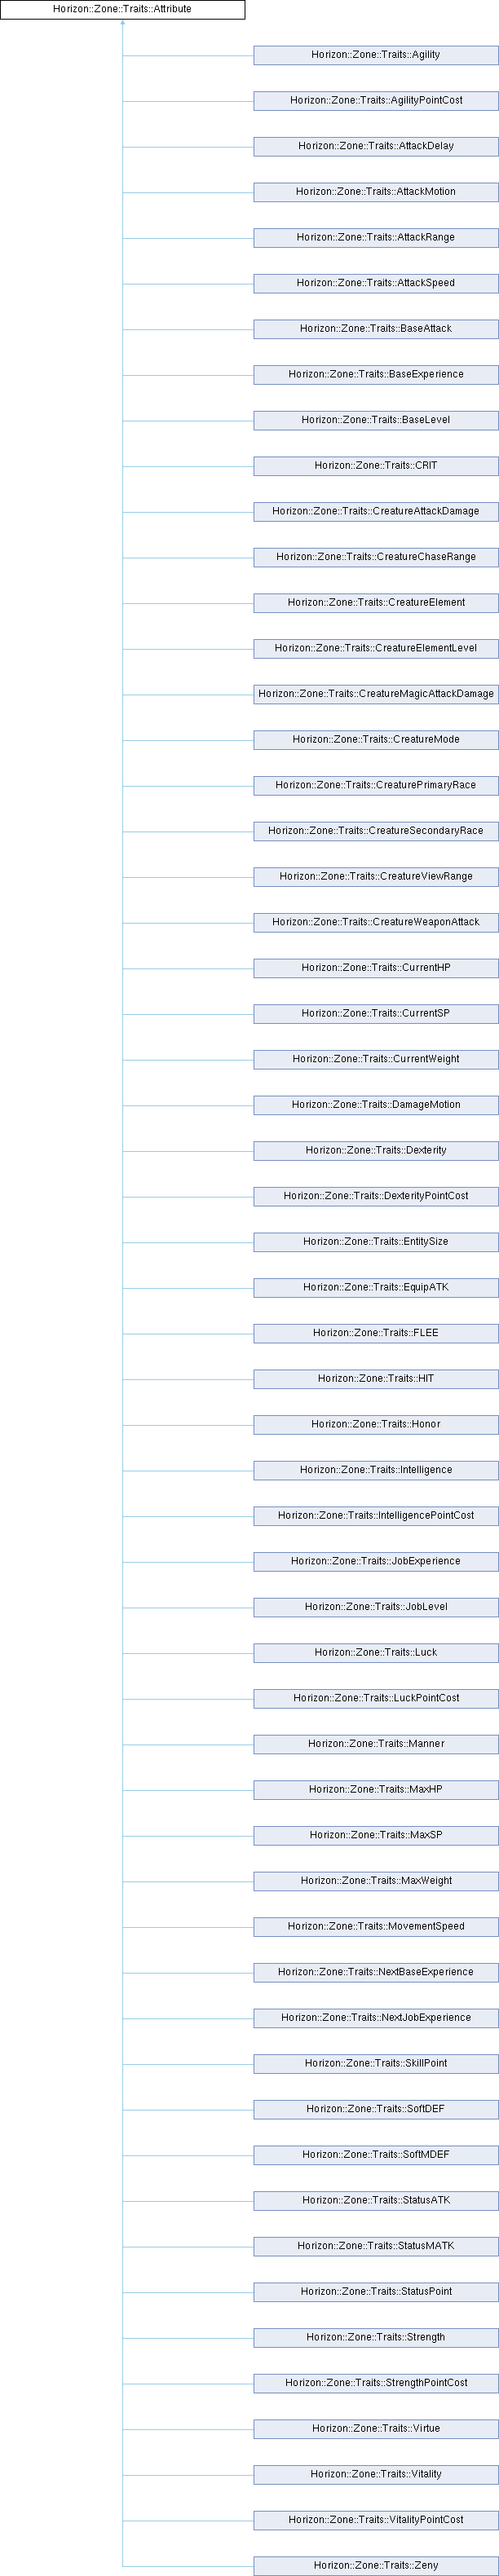 Horizon::Zone::Traits::Attribute
Horizon::Zone::Traits::Agility
Horizon::Zone::Traits::AgilityPointCost
Horizon::Zone::Traits::AttackDelay
Horizon::Zone::Traits::AttackMotion
Horizon::Zone::Traits::AttackRange
Horizon::Zone::Traits::AttackSpeed
Horizon::Zone::Traits::BaseAttack
Horizon::Zone::Traits::BaseExperience
Horizon::Zone::Traits::BaseLevel
Horizon::Zone::Traits::CRIT
Horizon::Zone::Traits::CreatureAttackDamage
Horizon::Zone::Traits::CreatureChaseRange
Horizon::Zone::Traits::CreatureElement
Horizon::Zone::Traits::CreatureElementLevel
Horizon::Zone::Traits::CreatureMagicAttackDamage
Horizon::Zone::Traits::CreatureMode
Horizon::Zone::Traits::CreaturePrimaryRace
Horizon::Zone::Traits::CreatureSecondaryRace
Horizon::Zone::Traits::CreatureViewRange
Horizon::Zone::Traits::CreatureWeaponAttack
Horizon::Zone::Traits::CurrentHP
Horizon::Zone::Traits::CurrentSP
Horizon::Zone::Traits::CurrentWeight
Horizon::Zone::Traits::DamageMotion
Horizon::Zone::Traits::Dexterity
Horizon::Zone::Traits::DexterityPointCost
Horizon::Zone::Traits::EntitySize
Horizon::Zone::Traits::EquipATK
Horizon::Zone::Traits::FLEE
Horizon::Zone::Traits::HIT
Horizon::Zone::Traits::Honor
Horizon::Zone::Traits::Intelligence
Horizon::Zone::Traits::IntelligencePointCost
Horizon::Zone::Traits::JobExperience
Horizon::Zone::Traits::JobLevel
Horizon::Zone::Traits::Luck
Horizon::Zone::Traits::LuckPointCost
Horizon::Zone::Traits::Manner
Horizon::Zone::Traits::MaxHP
Horizon::Zone::Traits::MaxSP
Horizon::Zone::Traits::MaxWeight
Horizon::Zone::Traits::MovementSpeed
Horizon::Zone::Traits::NextBaseExperience
Horizon::Zone::Traits::NextJobExperience
Horizon::Zone::Traits::SkillPoint
Horizon::Zone::Traits::SoftDEF
Horizon::Zone::Traits::SoftMDEF
Horizon::Zone::Traits::StatusATK
Horizon::Zone::Traits::StatusMATK
Horizon::Zone::Traits::StatusPoint
Horizon::Zone::Traits::Strength
Horizon::Zone::Traits::StrengthPointCost
Horizon::Zone::Traits::Virtue
Horizon::Zone::Traits::Vitality
Horizon::Zone::Traits::VitalityPointCost
Horizon::Zone::Traits::Zeny